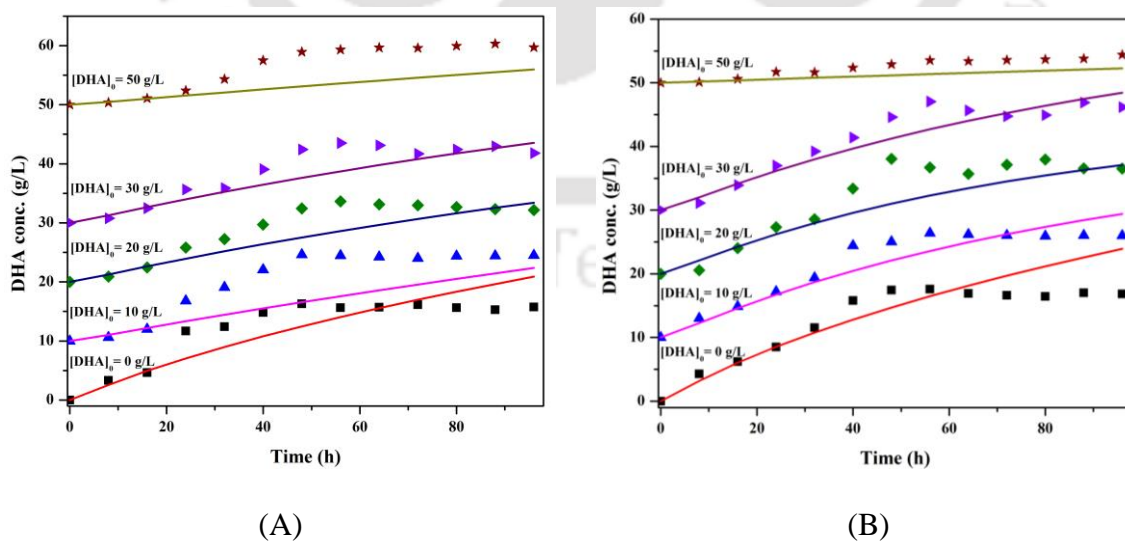 60
50
40
30
20
10
0
DHA conc. (g/L)
[DHA]₀ = 50 g/L
[DHA]₀ = 30 g/L
[DHA]₀ = 20 g/L
[DHA]₀ = 10 g/L
[DHA]₀ = 0 g/L
0 20 40 60 80
Time (h)
(A)
60
50
40
30
20
10
0
DHA conc. (g/L)
[DHA]₀ = 50 g/L
[DHA]₀ = 30 g/L
[DHA]₀ = 20 g/L
[DHA]₀ = 10 g/L
[DHA]₀ = 0 g/L
0 20 40 60 80
Time (h)
(B)